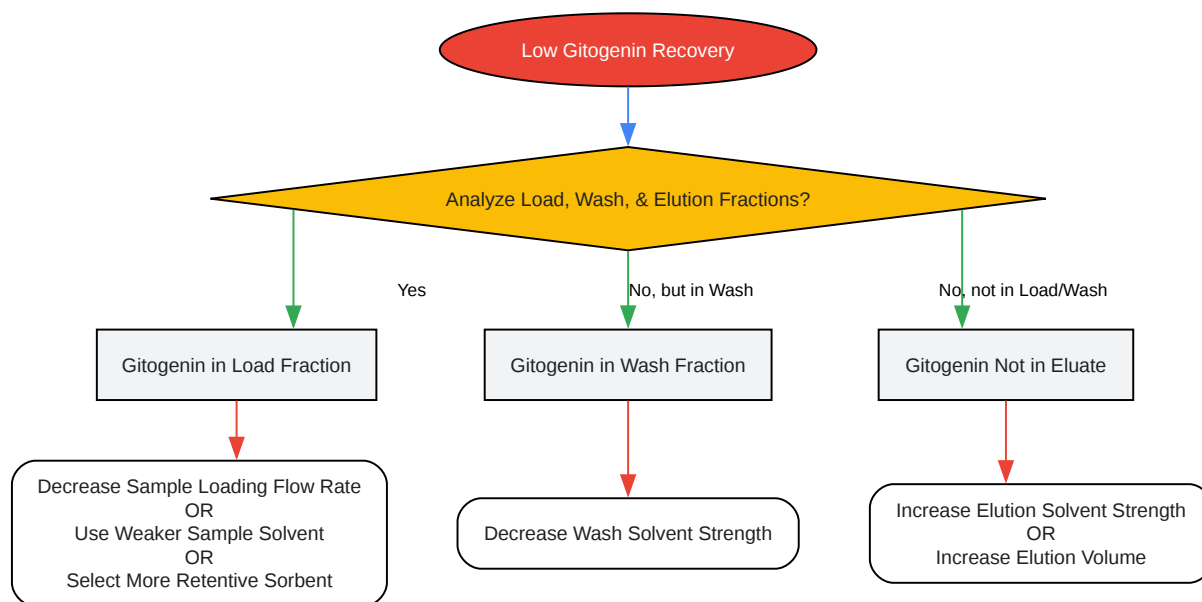 Low Gitogenin Recovery
Analyze Load, Wash, & Elution Fractions?
Yes
No, but in Wash
No, not in Load/Wash
Gitogenin in Load Fraction
Gitogenin in Wash Fraction
Gitogenin Not in Eluate
Decrease Sample Loading Flow Rate
OR
Use Weaker Sample Solvent
OR
Select More Retentive Sorbent
Decrease Wash Solvent Strength
Increase Elution Solvent Strength
OR
Increase Elution Volume